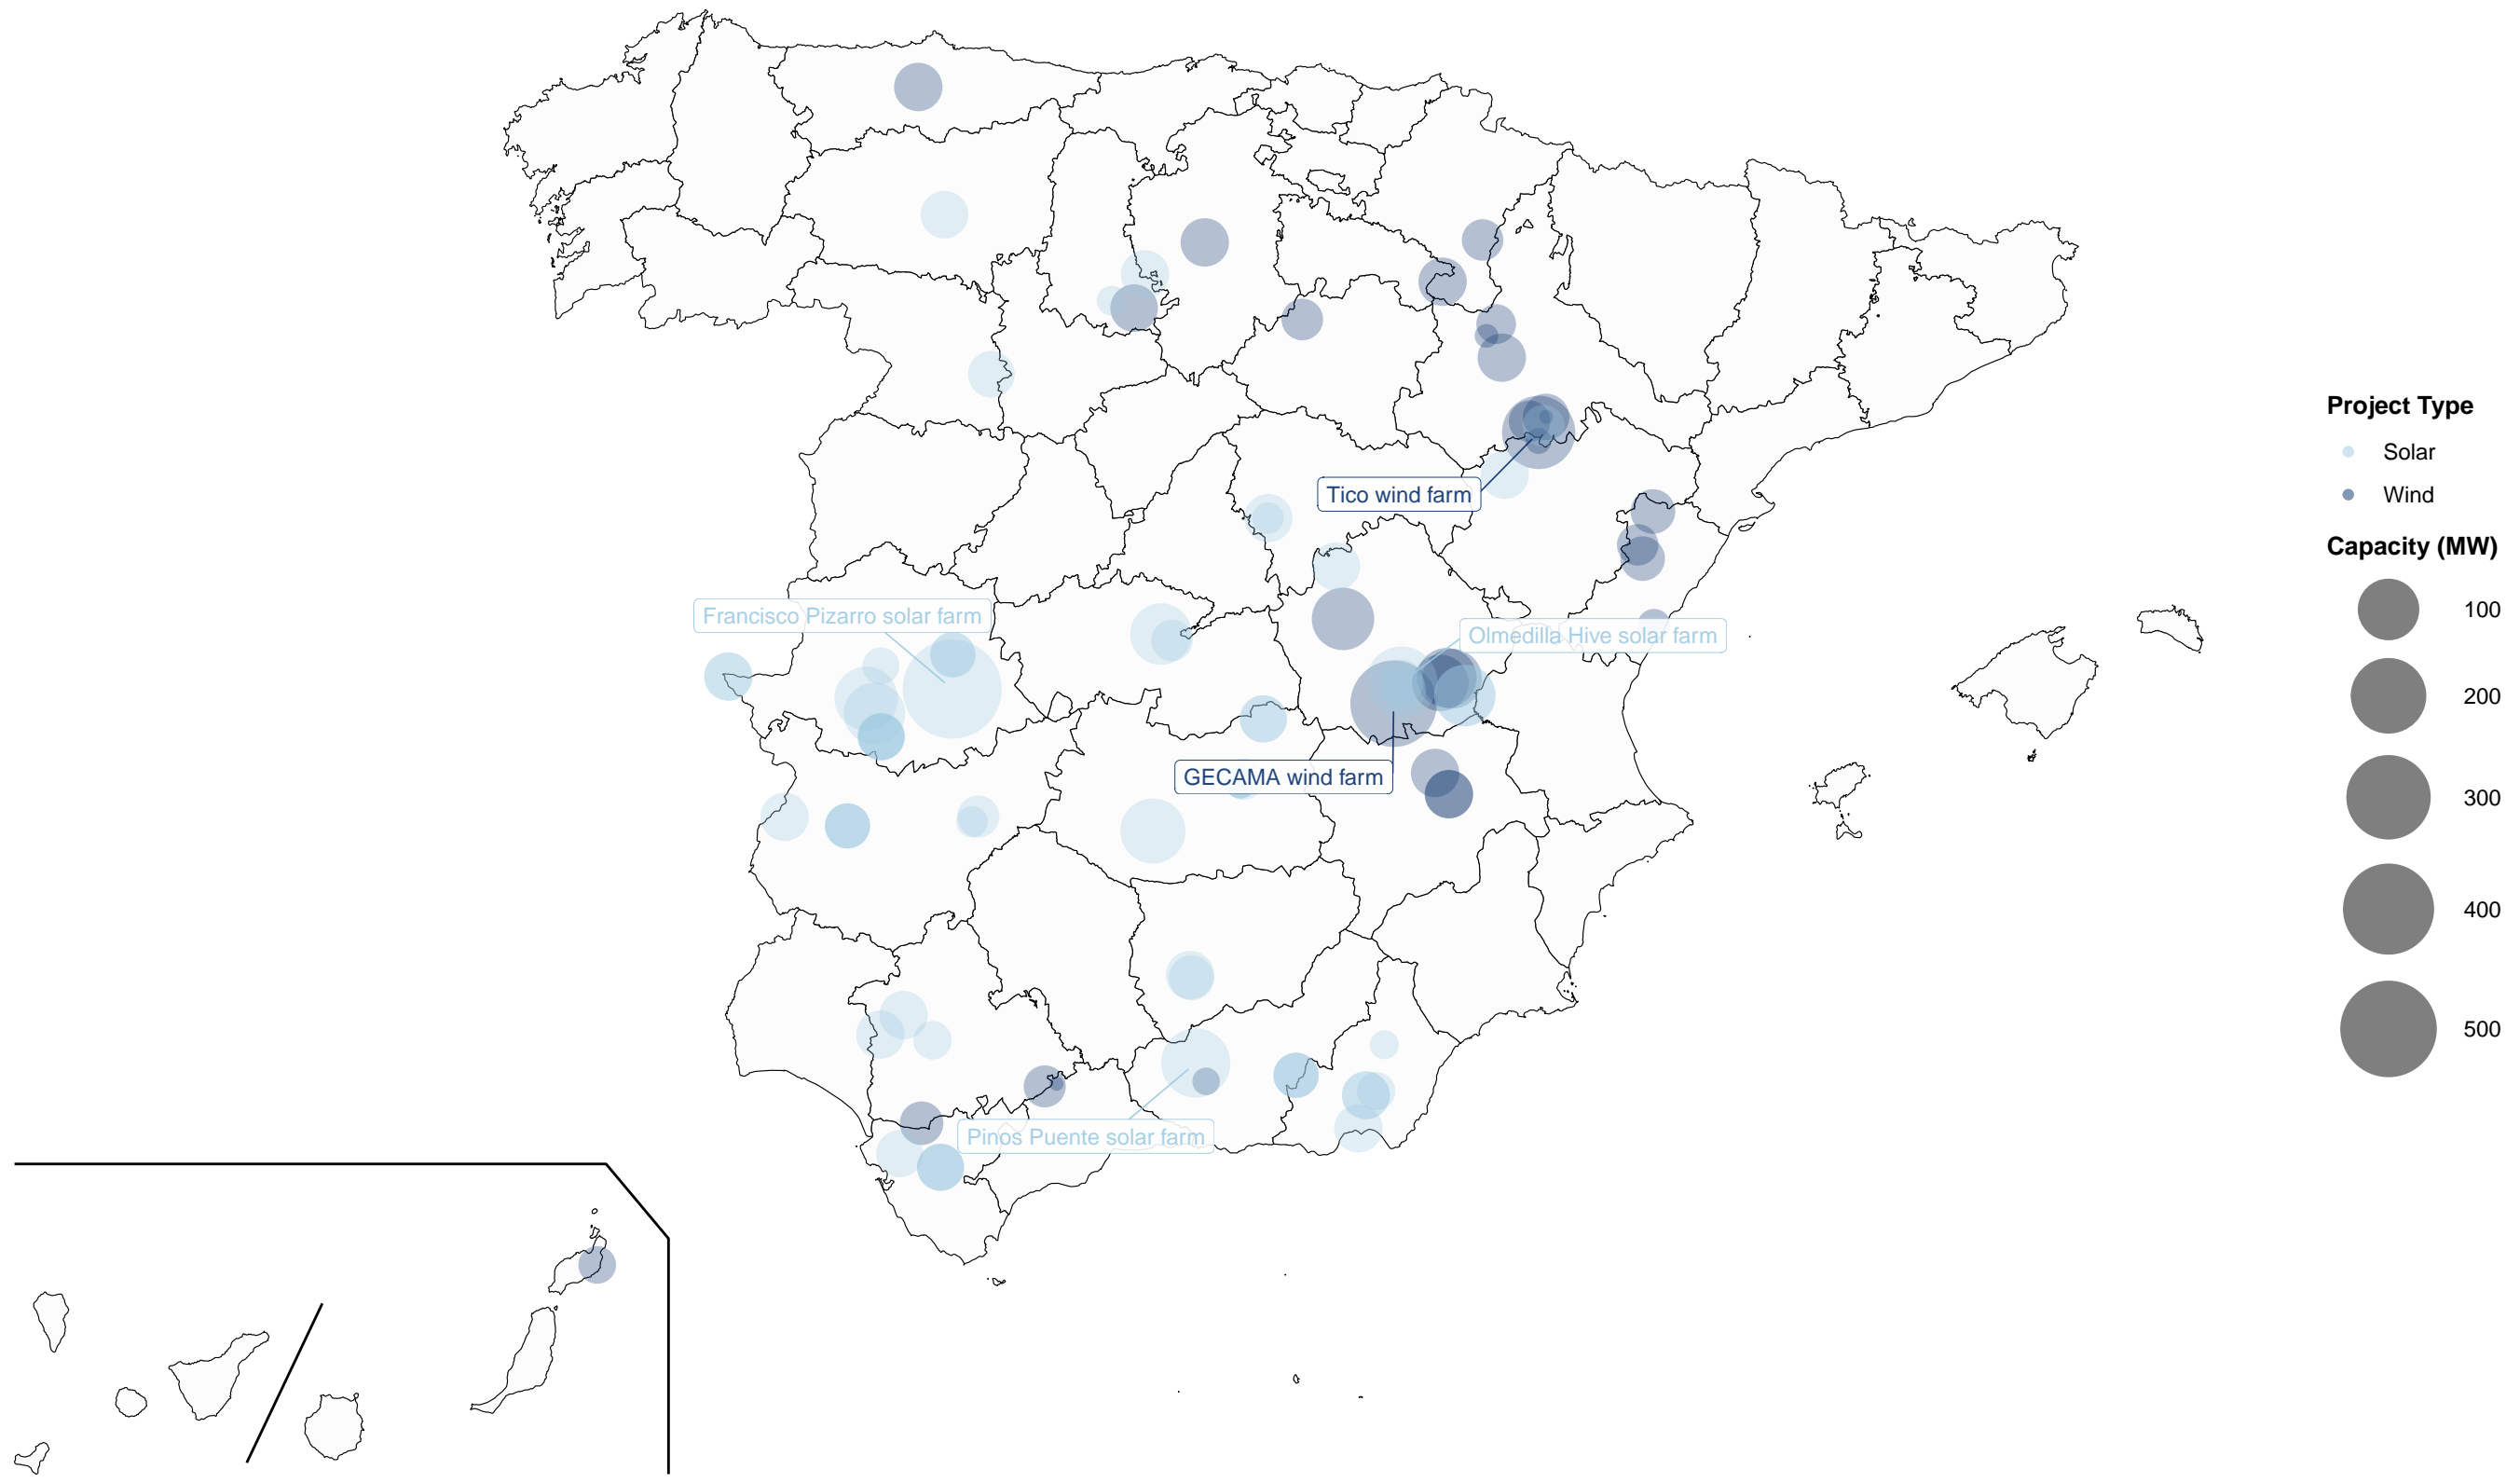 Project Type
Solar
Wind
Tico wind farm
Capacity (MW)
100
Francisco Pizarro solar farm
Olmedilla Hive solar farm
200
GECAMA wind farm
300
400
500
Pinos Puente solar farm